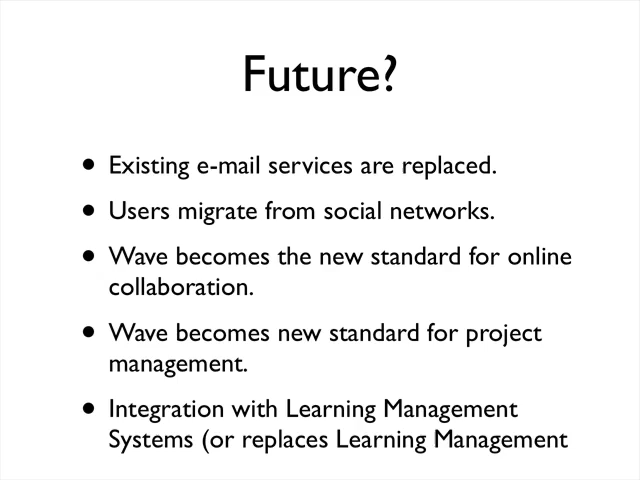 Future?
• Existing e-mail services are replaced.
• Users migrate from social networks.
• Wave becomes the new standard for online
collaboration.
• Wave becomes new standard for project
management.
• Integration with Learning Management
Systems (or replaces Learning Management